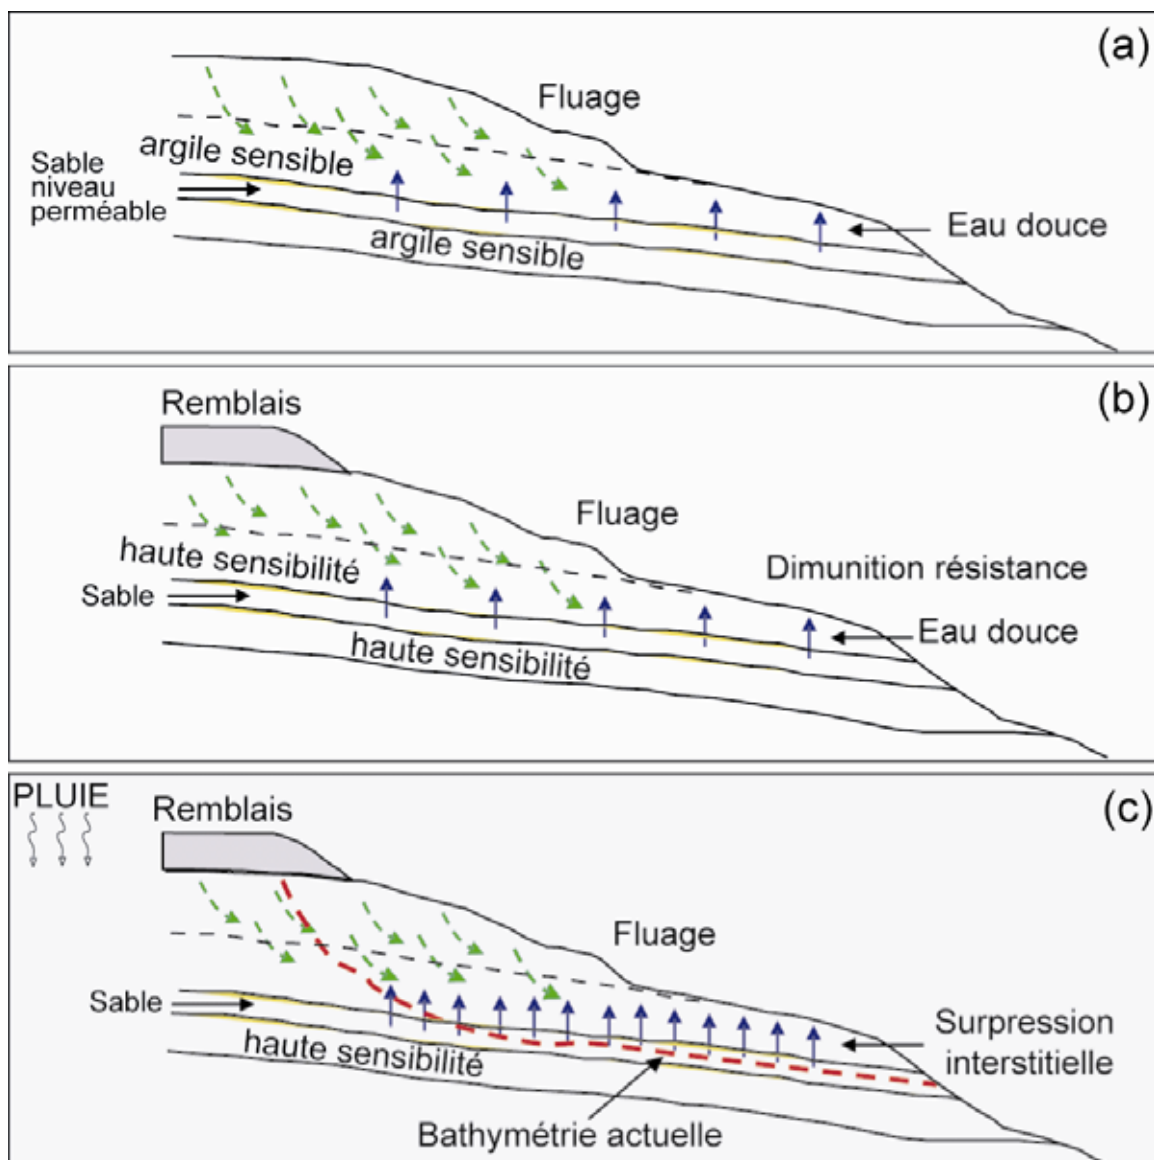 (a)
Fluage
argile sensible
Sable
niveau
perméable
Eau douce
argile sensible
Remblais
(b)
Fluage
haute sensibilité
Dimunition résistance
Sable
Eau douce
haute sensibilité
PLUIE
Remblais
(c)
Fluage
Sable
Surpression
interstitielle
haute sensibilité
Bathymétrie actuelle